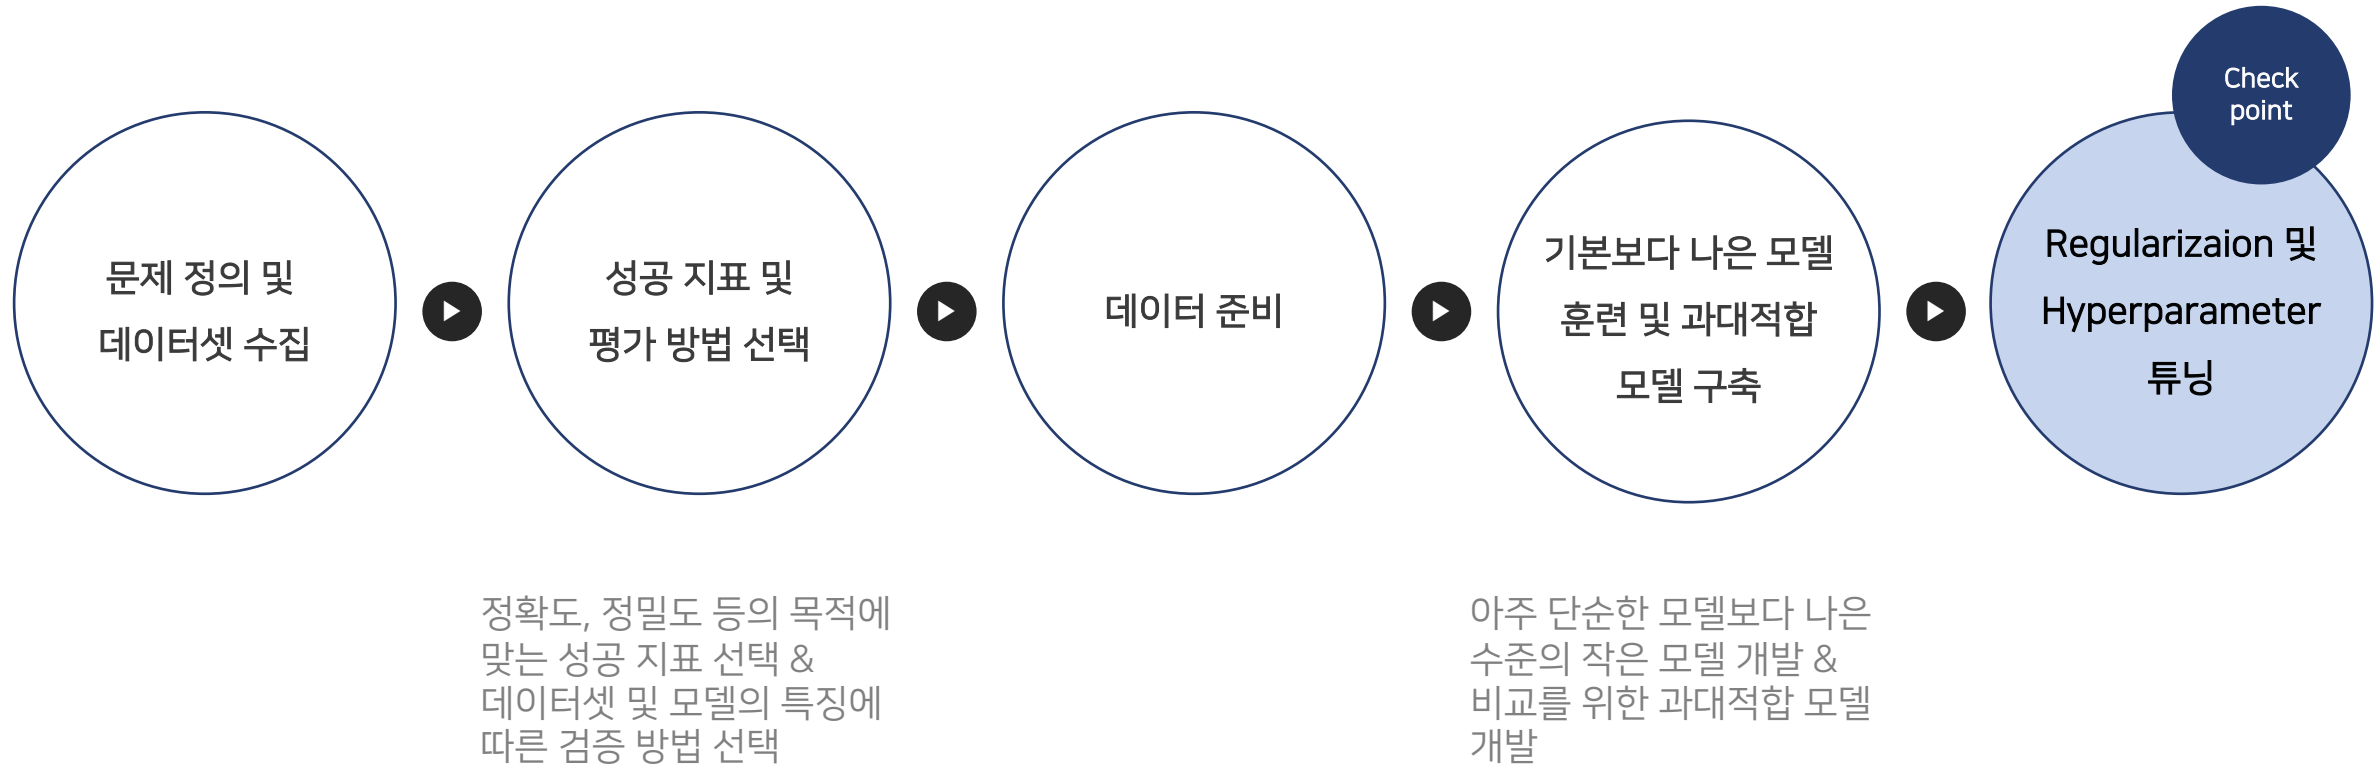 문제 정의 및
데이터셋 수집
성공 지표 및
평가 방법 선택
데이터 준비
기본보다 나은 모델
훈련 및 과대적합
모델 구축
Check
point
Regularizaion 및
Hyperparameter
튜닝
정확도, 정밀도 등의 목적에
맞는 성공 지표 선택 &
데이터셋 및 모델의 특징에
따른 검증 방법 선택
아주 단순한 모델보다 나은
수준의 작은 모델 개발 &
비교를 위한 과대적합 모델
개발